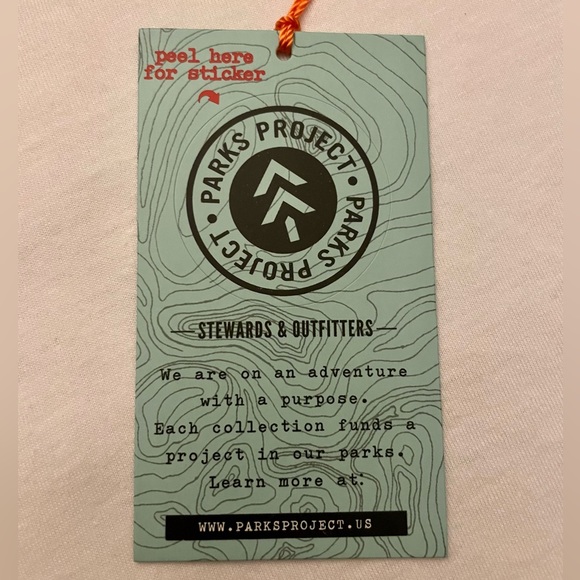 peel here
for sticker
PARKS PROJECT • PARKS PROJECT •
STEWARDS & OUTFITTERS
We are on an adventure
with a purpose.
Each collection funds a
project in our parks.
Learn more at:
WWW.PARKSPROJECT.US